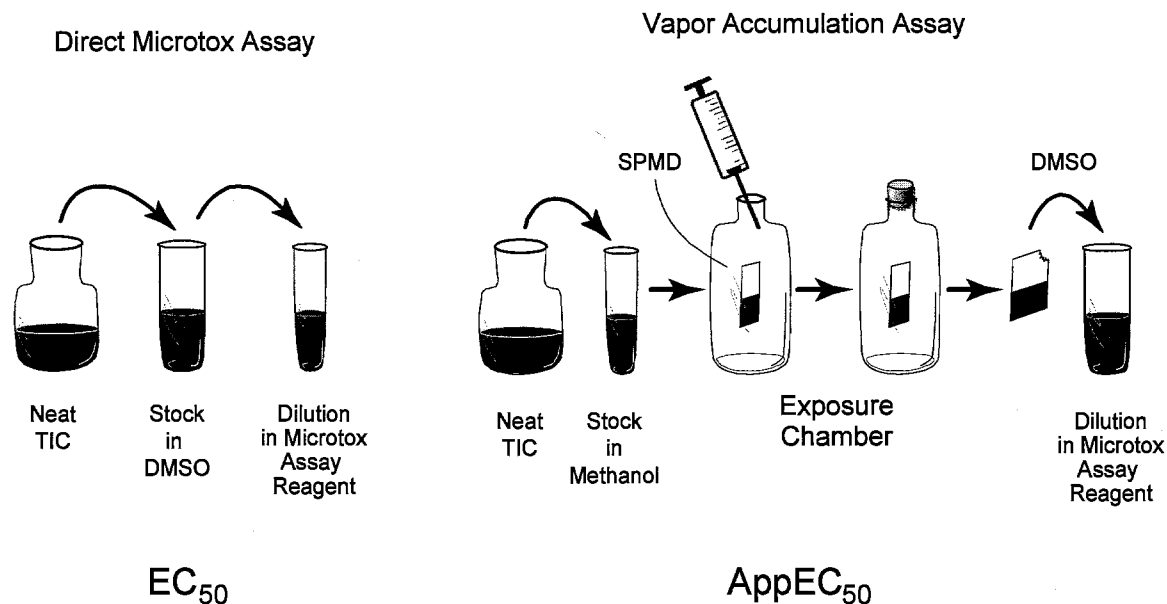 Direct Microtox Assay
Neat
TIC
Stock
in
DMSO
Dilution
in Microtox
Assay
Reagent
EC50
Vapor Accumulation Assay
SPMD
DMSO
Neat
TIC
Stock
in
Methanol
Exposure
Chamber
Dilution
in Microtox
Assay
Reagent
AppEC50